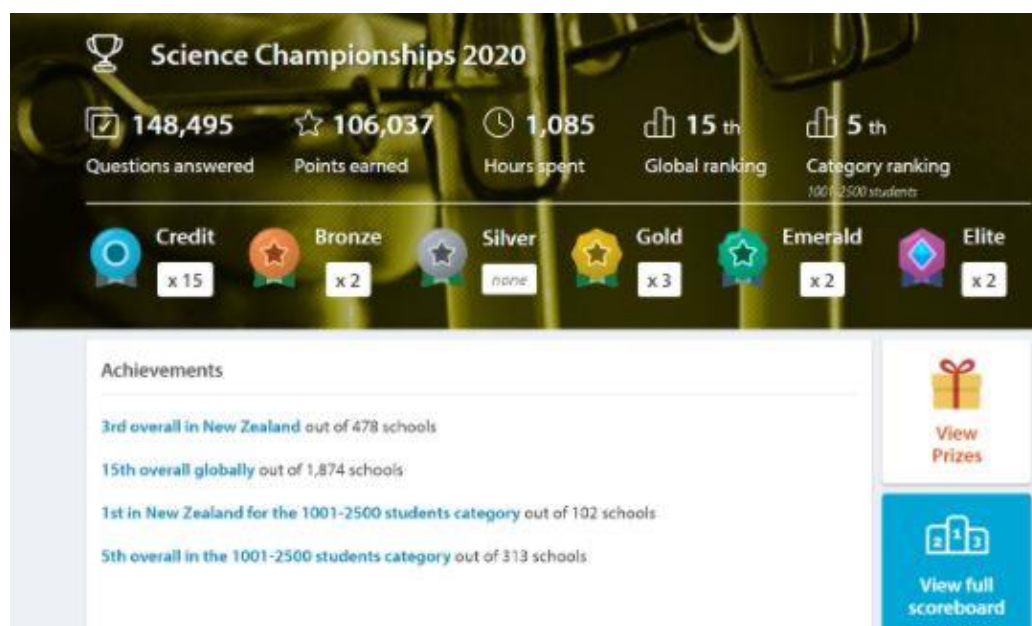 Science Championships 2020
148,495
106,037
1,085
15 th
5 th
Questions answered
Points earned
Hours spent
Global ranking
Category ranking
1001-2500 students
Credit
Bronze
Silver
Gold
Emerald
Elite
x 15
x 2
none
x 3
x 2
x 2
Achievements
3rd overall in New Zealand out of 478 schools
15th overall globally out of 1,874 schools
1st in New Zealand for the 1001-2500 students category out of 102 schools
5th overall in the 1001-2500 students category out of 313 schools
View
Prizes
2 1 3
View full
scoreboard